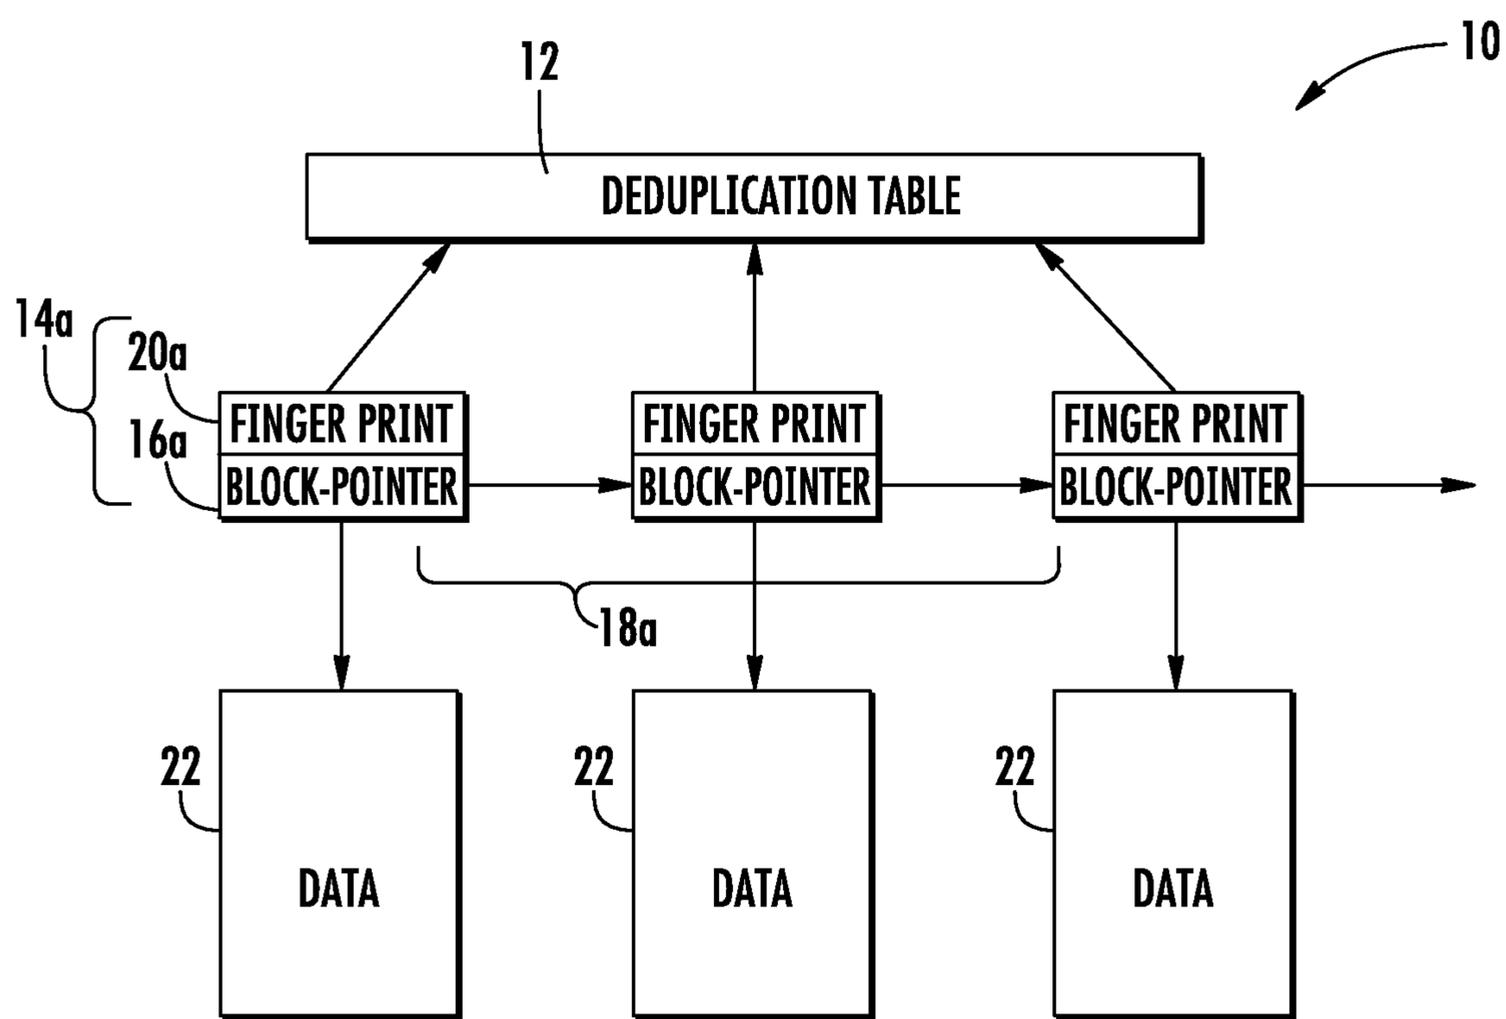 10
12
DEDUPLICATION TABLE
14a
20a
FINGER PRINT
FINGER PRINT
FINGER PRINT
16a
BLOCK-POINTER
BLOCK-POINTER
BLOCK-POINTER
18a
22
22
22
DATA
DATA
DATA